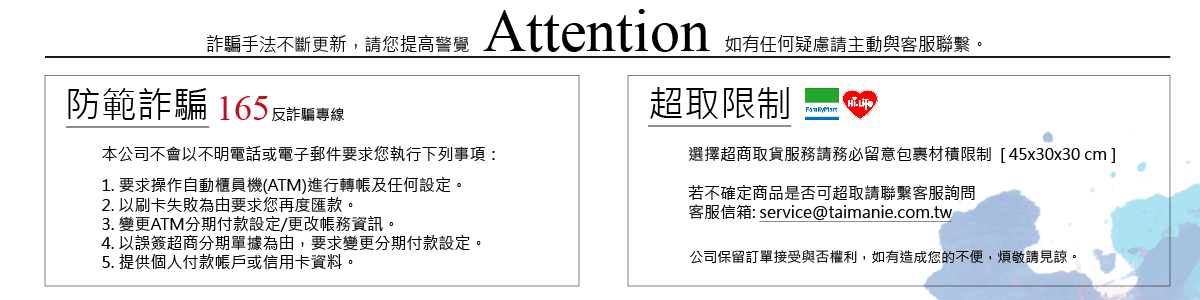 詐騙手法不斷更新，請您提高警覺 Attention 如有任何疑慮請主動與客服聯繫。
防範詐騙 165 反詐騙專線
本公司不會以不明電話或電子郵件要求您執行下列事項：
1. 要求操作自動櫃員機(ATM)進行轉帳及任何設定。
2. 以刷卡失敗為由要求您再度匯款。
3. 變更ATM分期付款設定/更改帳務資訊。
4. 以誤簽超商分期單據為由，要求變更分期付款設定。
5. 提供個人付款帳戶或信用卡資料。
超取限制 FamilyMart Hi-Life
選擇超商取貨服務請務必留意包裹材積限制 [ 45x30x30 cm ]
若不確定商品是否可超取請聯繫客服詢問
客服信箱: service@taimanie.com.tw
公司保留訂單接受與否權利，如有造成您的不便，煩敬請見諒。